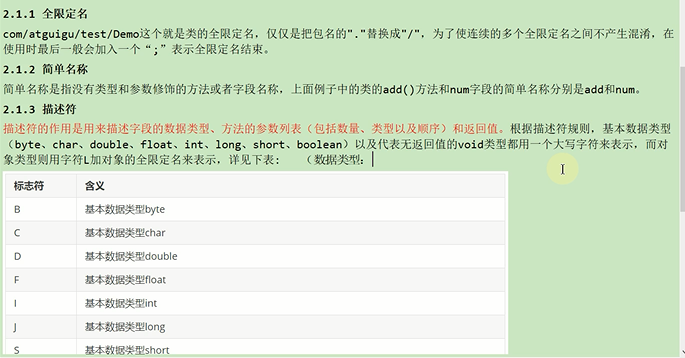 2.1.1 全限定名
com/atguigu/test/Demo这个就是类的全限定名，仅仅是把包名的"."替换成"/"，为了使连续的多个全限定名之间不产生混淆，在
使用时最后一般会加入一个“;”表示全限定名结束。
2.1.2 简单名称
简单名称是指没有类型和参数修饰的方法或者字段名称，上面例子中的类的add()方法和num字段的简单名称分别是add和num。
2.1.3 描述符
描述符的作用是用来描述字段的数据类型、方法的参数列表（包括数量、类型以及顺序）和返回值。根据描述符规则，基本数据类型
（byte、char、double、float、int、long、short、boolean）以及代表无返回值的void类型都用一个大写字符来表示，而对
象类型则用字符L加对象的全限定名来表示，详见下表: （数据类型：
标志符 含义
B 基本数据类型byte
C 基本数据类型char
D 基本数据类型double
F 基本数据类型float
I 基本数据类型int
J 基本数据类型long
S 基本数据类型short